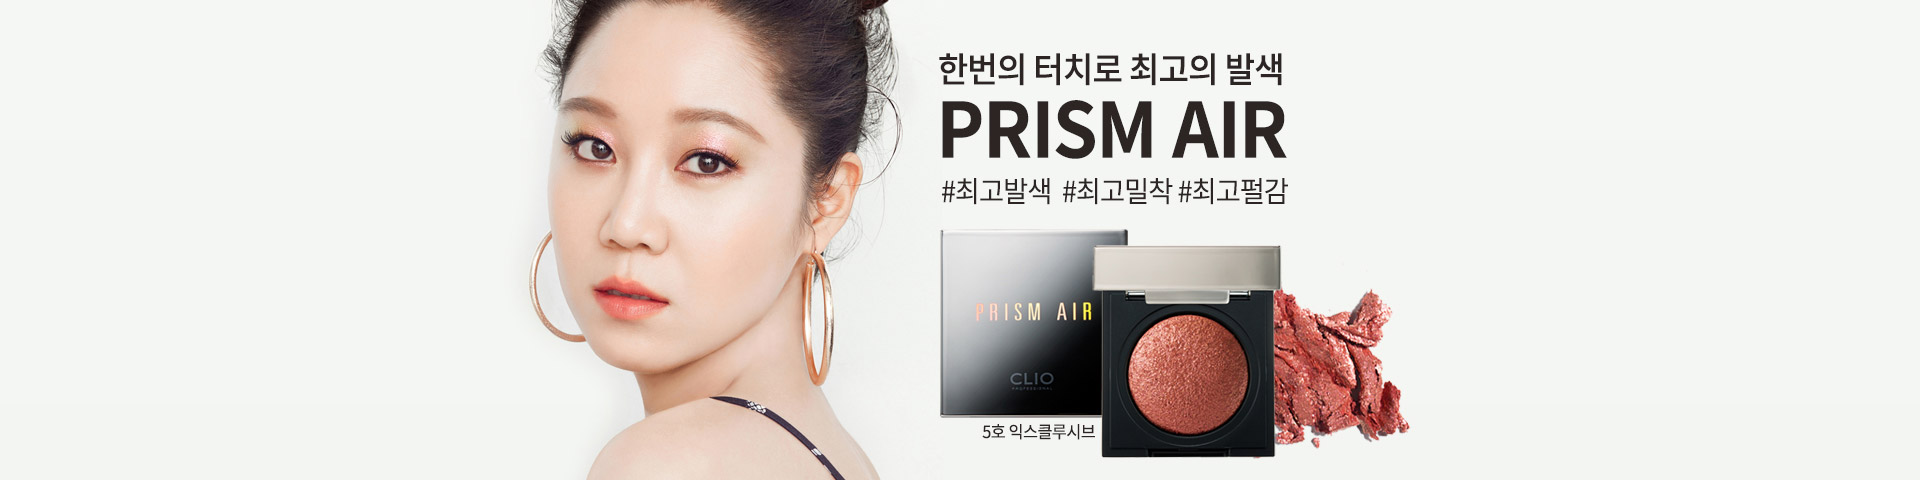 한번의 터치로 최고의 발색
PRISM AIR
#최고발색 #최고밀착 #최고펄감
PRISM AIR
CLIO
PROFESSIONAL
5호 익스클루시브